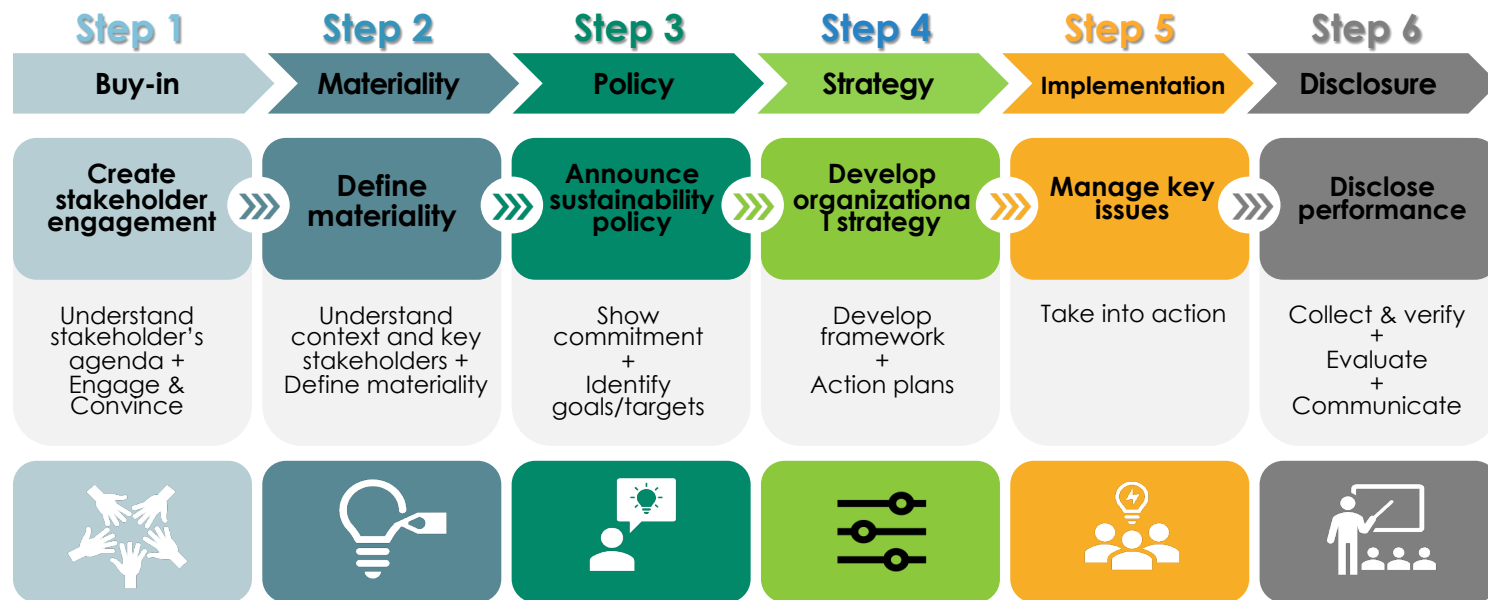 Step 1
Step 2
Step 3
Step 4
Step 5
Step 6
Buy-in
Materiality
Policy
Strategy
Implementation
Disclosure
Create
stakeholder
engagement
Define
materiality
Announce
sustainability
policy
Develop
organizationa
l strategy
Manage key
issues
Disclose
performance
Understand
stakeholder’s
agenda +
Engage &
Convince
Understand
context and key
stakeholders +
Define materiality
Show
commitment
+
Identify
goals/targets
Develop
framework
+
Action plans
Take into action
Collect & verify
+
Evaluate
+
Communicate